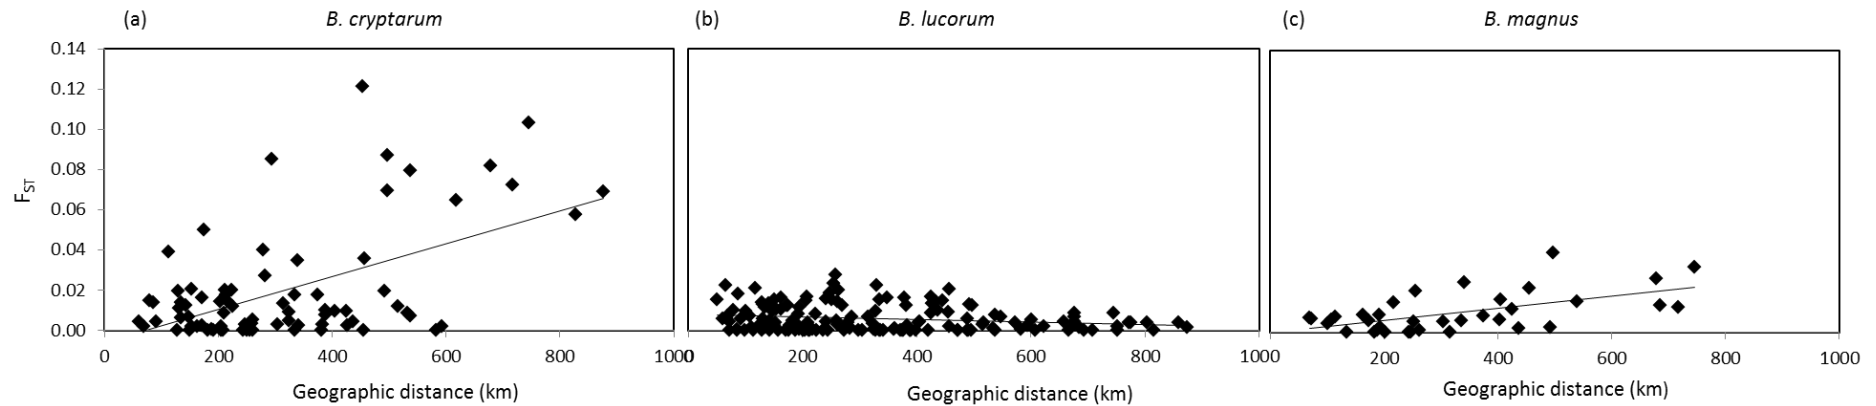 (a) B. cryptarum (b) B. lucorum (c) B. magnus
0.14
0.12
0.10
0.08
0.06
0.04
0.02
0.00
F_ST
0 200 400 600 800 1000 200 400 600 800 1000 200 400 600 800 1000
Geographic distance (km) Geographic distance (km) Geographic distance (km)